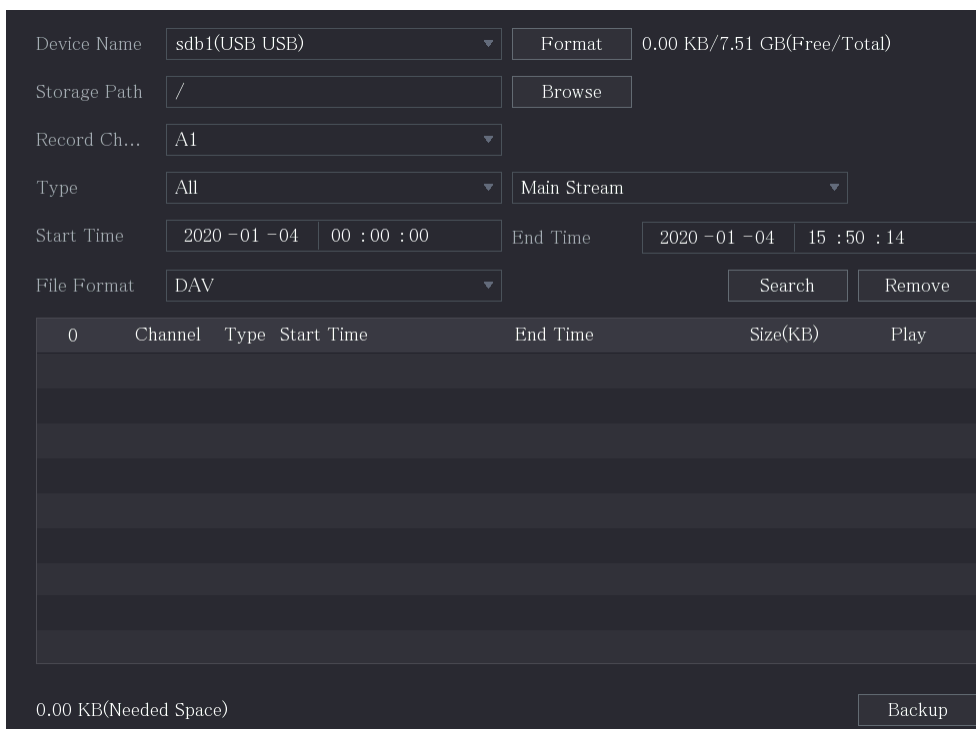 Device Name sdb1(USB USB) Format 0.00 KB/7.51 GB(Free/Total)
Storage Path / Browse
Record Ch... A1
Type All Main Stream
Start Time 2020 -01 -04 00 :00 :00 End Time 2020 -01 -04 15 :50 :14
File Format DAV Search Remove
0 Channel Type Start Time End Time Size(KB) Play
0.00 KB(Needed Space) Backup